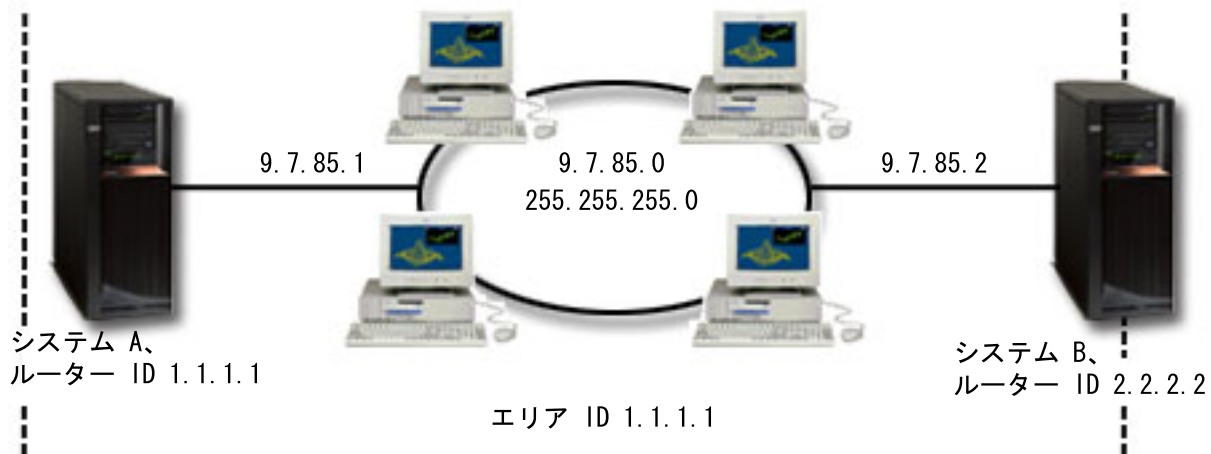 9.7.85.1
9.7.85.0
255.255.255.0
9.7.85.2
システム A、
ルーター ID 1.1.1.1
システム B、
ルーター ID 2.2.2.2
エリア ID 1.1.1.1